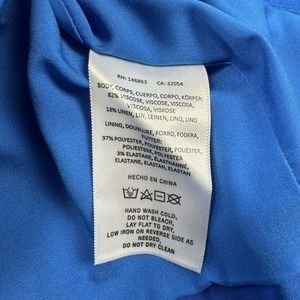 RN: 146863 CA: 32054
BODY, CORPS, CUERPO, CORPO, KÖRPER:
82% VISCOSE, VISCOSE, VISCOSA,
VISCOSA, VISKOSE
18% LINEN, LIN, LEINEN, LINO, LINO
LINING, DOUBLURE, FORRO, FODERA,
FUTTER:
97% POLYESTER, POLYESTER, POLIÉSTER,
POLIESTERE, POLYESTER
3% ELASTANE, ELASTHANNE,
ELASTANE, ELASTAN, ELASTANE
HECHO EN CHINA
HAND WASH COLD,
DO NOT BLEACH,
LAY FLAT TO DRY,
LOW IRON ON REVERSE SIDE AS
NEEDED,
DO NOT DRY CLEAN